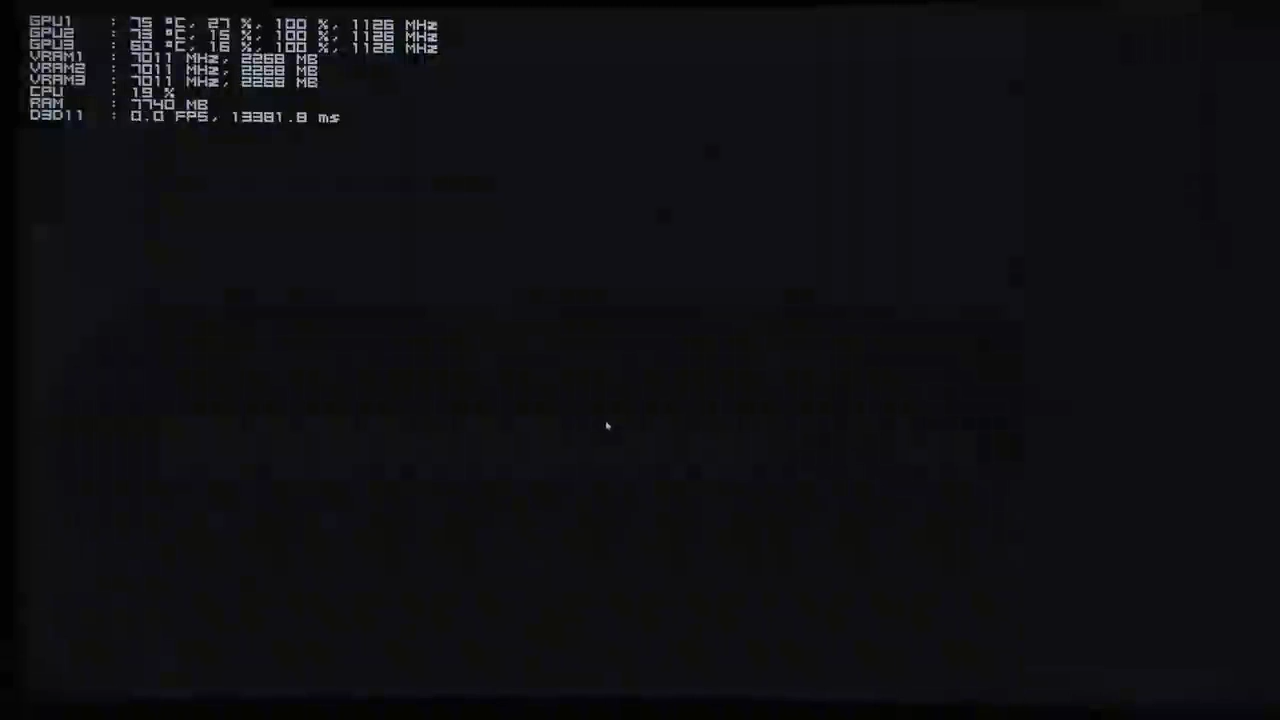 GPU1 : 75 °C, 27 %, 100 %, 1126 MHz
GPU2 : 73 °C, 15 %, 100 %, 1126 MHz
GPU3 : 60 °C, 16 %, 100 %, 1126 MHz
VRAM1 : 7011 MHz, 2268 MB
VRAM2 : 7011 MHz, 2268 MB
VRAM3 : 7011 MHz, 2268 MB
CPU : 19 %
RAM : 7740 MB
D3D11 : 0.0 FPS, 13381.8 ms